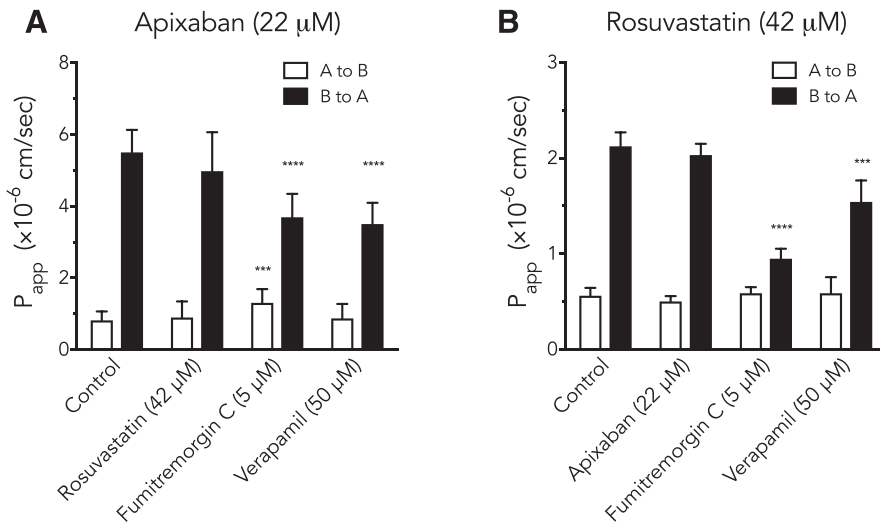 A
Apixaban (22 μM)
A to B
B to A
Papp (×10-6 cm/sec)
8
6
4
2
0
****
****
***
Control
Rosuvastatin (42 μM)
Fumitremorgin C (5 μM)
Verapamil (50 μM)
B
Rosuvastatin (42 μM)
A to B
B to A
Papp (×10-6 cm/sec)
3
2
1
0
***
****
Control
Apixaban (22 μM)
Fumitremorgin C (5 μM)
Verapamil (50 μM)